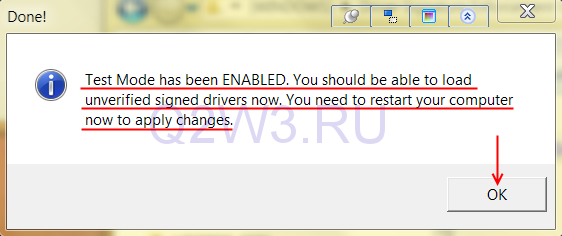 Done!
Test Mode has been ENABLED. You should be able to load
unverified signed drivers now. You need to restart your computer
now to apply changes.
Q2W3.RU
OK